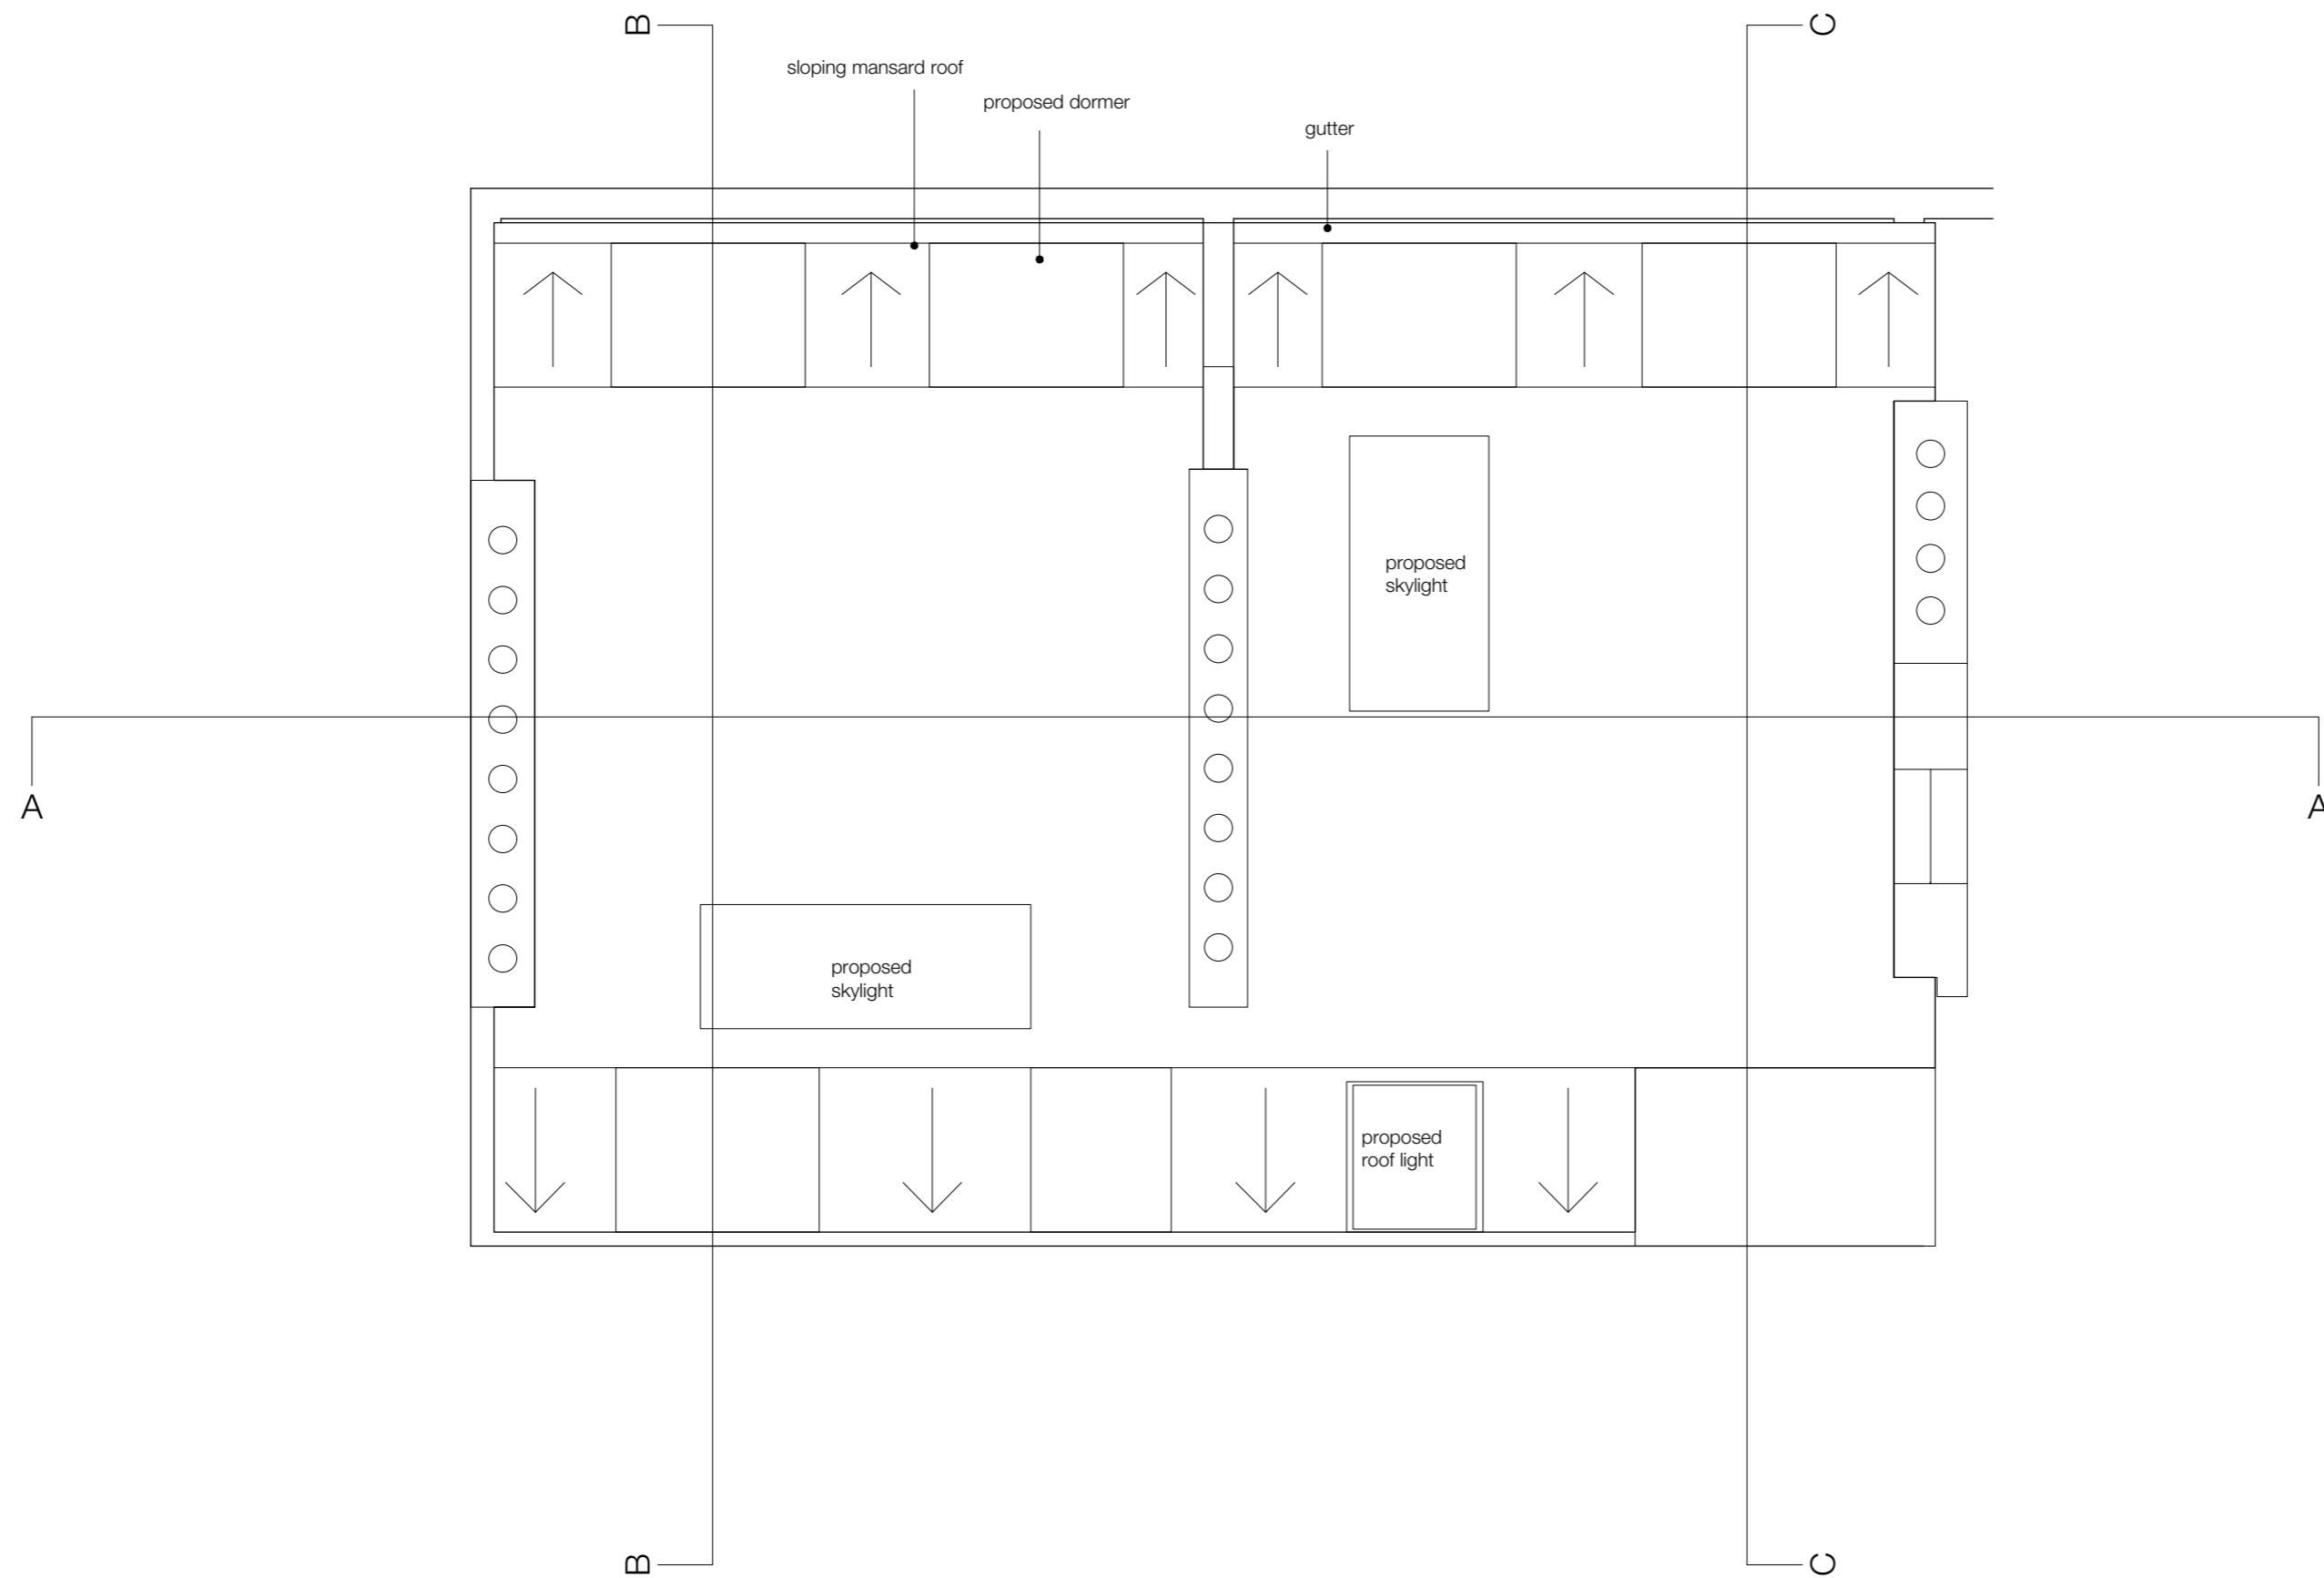 B
C
sloping mansard roof
proposed dormer
gutter
proposed
skylight
A
A
proposed
skylight
proposed
roof light
B
C